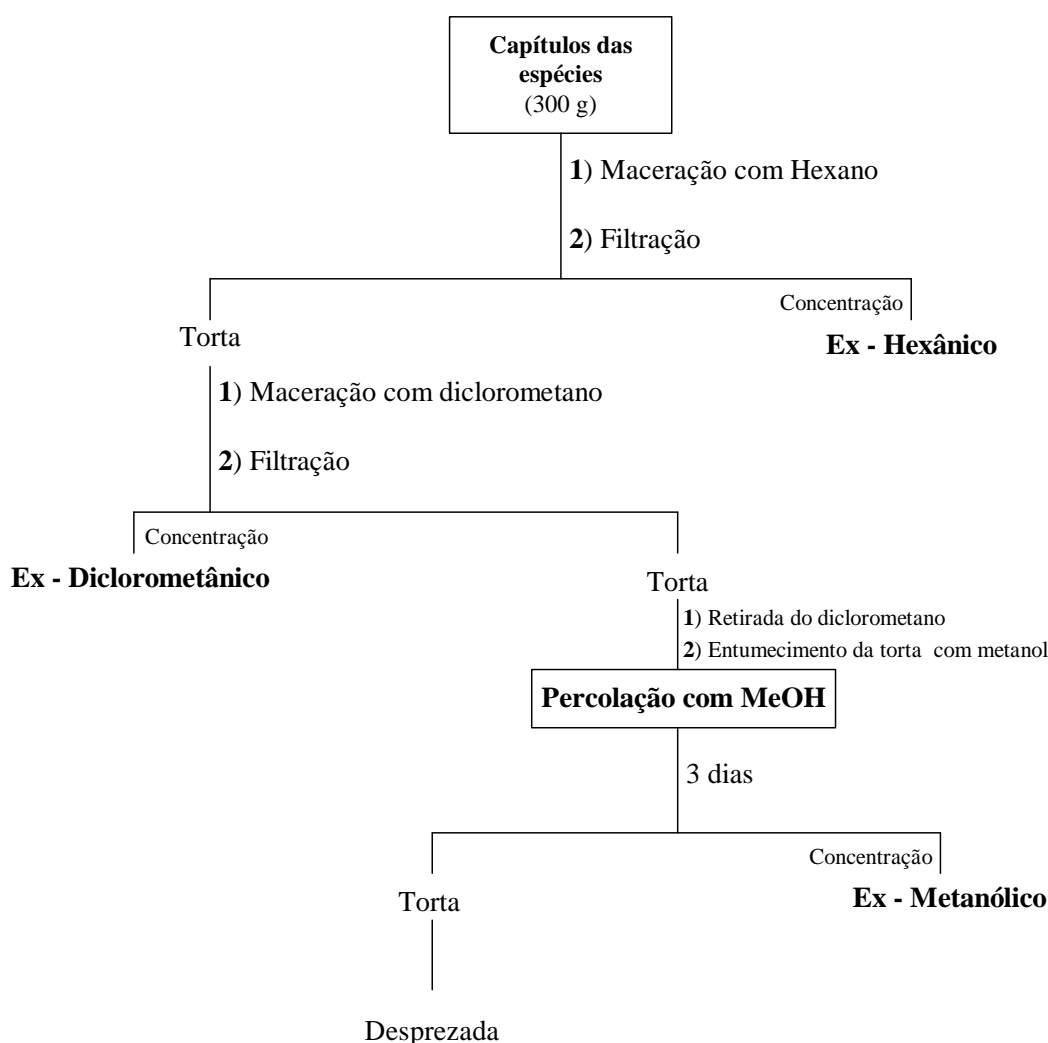 Capítulos das
espécies
(300 g)
1) Maceração com Hexano
2) Filtração
Concentração
Torta
Ex - Hexânico
1) Maceração com diclorometano
2) Filtração
Concentração
Ex - Diclorometânico
Torta
1) Retirada do diclorometano
2) Entumecimento da torta com metanol
Percolação com MeOH
3 dias
Concentração
Torta
Ex - Metanólico
Desprezada